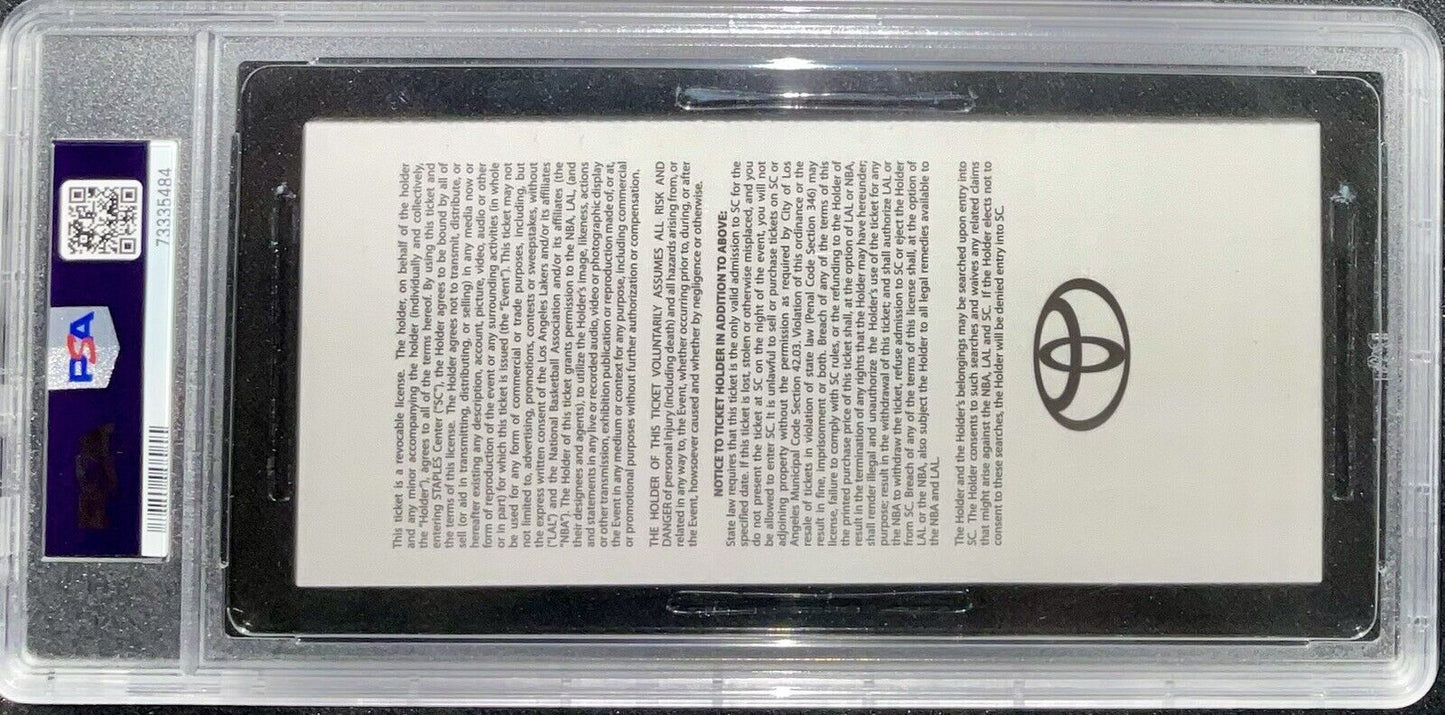 73335484
PSA
This ticket is a revocable license. The holder, on behalf of the holder
and any minor accompanying the holder (individually and collectively,
the "Holder"), agrees to all of the terms hereof. By using this ticket and
entering STAPLES Center ("SC"), the Holder agrees to be bound by all of
the terms of this license. The Holder agrees not to transmit, distribute, or
sell (or aid in transmitting, distributing, or selling) in any media now or
hereafter existing any description, account, picture, video, audio or other
form of reproduction of the event or any surrounding activities (in whole
or in part) for which this ticket is issued (the "Event"). This ticket may not
be used for any form of commercial or trade purposes, including, but
not limited to, advertising, promotions, contests or sweepstakes, without
the express written consent of the Los Angeles Lakers and/or its affiliates
("LAL") and the National Basketball Association and/or its affiliates (the
"NBA"). The Holder of this ticket grants permission to the NBA, LAL, (and
their designees and agents), to utilize the Holder's image, likeness, actions
and statements in any live or recorded audio, video or photographic display
or other transmission, exhibition publication or reproduction made of, or at,
the Event in any medium or context for any purpose, including commercial
or promotional purposes without further authorization or compensation.
THE HOLDER OF THIS TICKET VOLUNTARILY ASSUMES ALL RISK AND
DANGER of personal injury (including death) and all hazards arising from, or
related in any way to, the Event, whether occurring prior to, during, or after
the Event, howsoever caused and whether by negligence or otherwise.
NOTICE TO TICKET HOLDER IN ADDITION TO ABOVE:
State law requires that this ticket is the only valid admission to SC for the
specified date. If this ticket is lost, stolen or otherwise misplaced, and you
do not present the ticket at SC on the night of the event, you will not
be allowed to enter SC. It is unlawful to sell or purchase tickets on SC or
adjoining property without the permission as required by City of Los
Angeles Municipal Code Section 42.03. Violation of this ordinance or the
resale of tickets in violation of state law (Penal Code Section 346) may
result in fine, imprisonment or both. Breach of any of the terms of this
license, failure to comply with SC rules, or the refunding to the Holder of
the printed purchase price of this ticket shall, at the option of LAL or NBA,
result in the termination of any rights that the Holder may have hereunder;
shall render illegal and unauthorize the Holder's use of the ticket for any
purpose; result in the withdrawal of this ticket; and shall authorize LAL or
the NBA to withdraw the ticket, refuse admission to SC or eject the Holder
from SC. Breach of any of the terms of this license shall, at the option of
LAL or the NBA, also subject the Holder to all legal remedies available to
the NBA and LAL.
The Holder and the Holder's belongings may be searched upon entry into
SC. The Holder consents to such searches and waives any related claims
that might arise against the NBA, LAL and SC. If the Holder elects not to
consent to these searches, the Holder will be denied entry into SC.